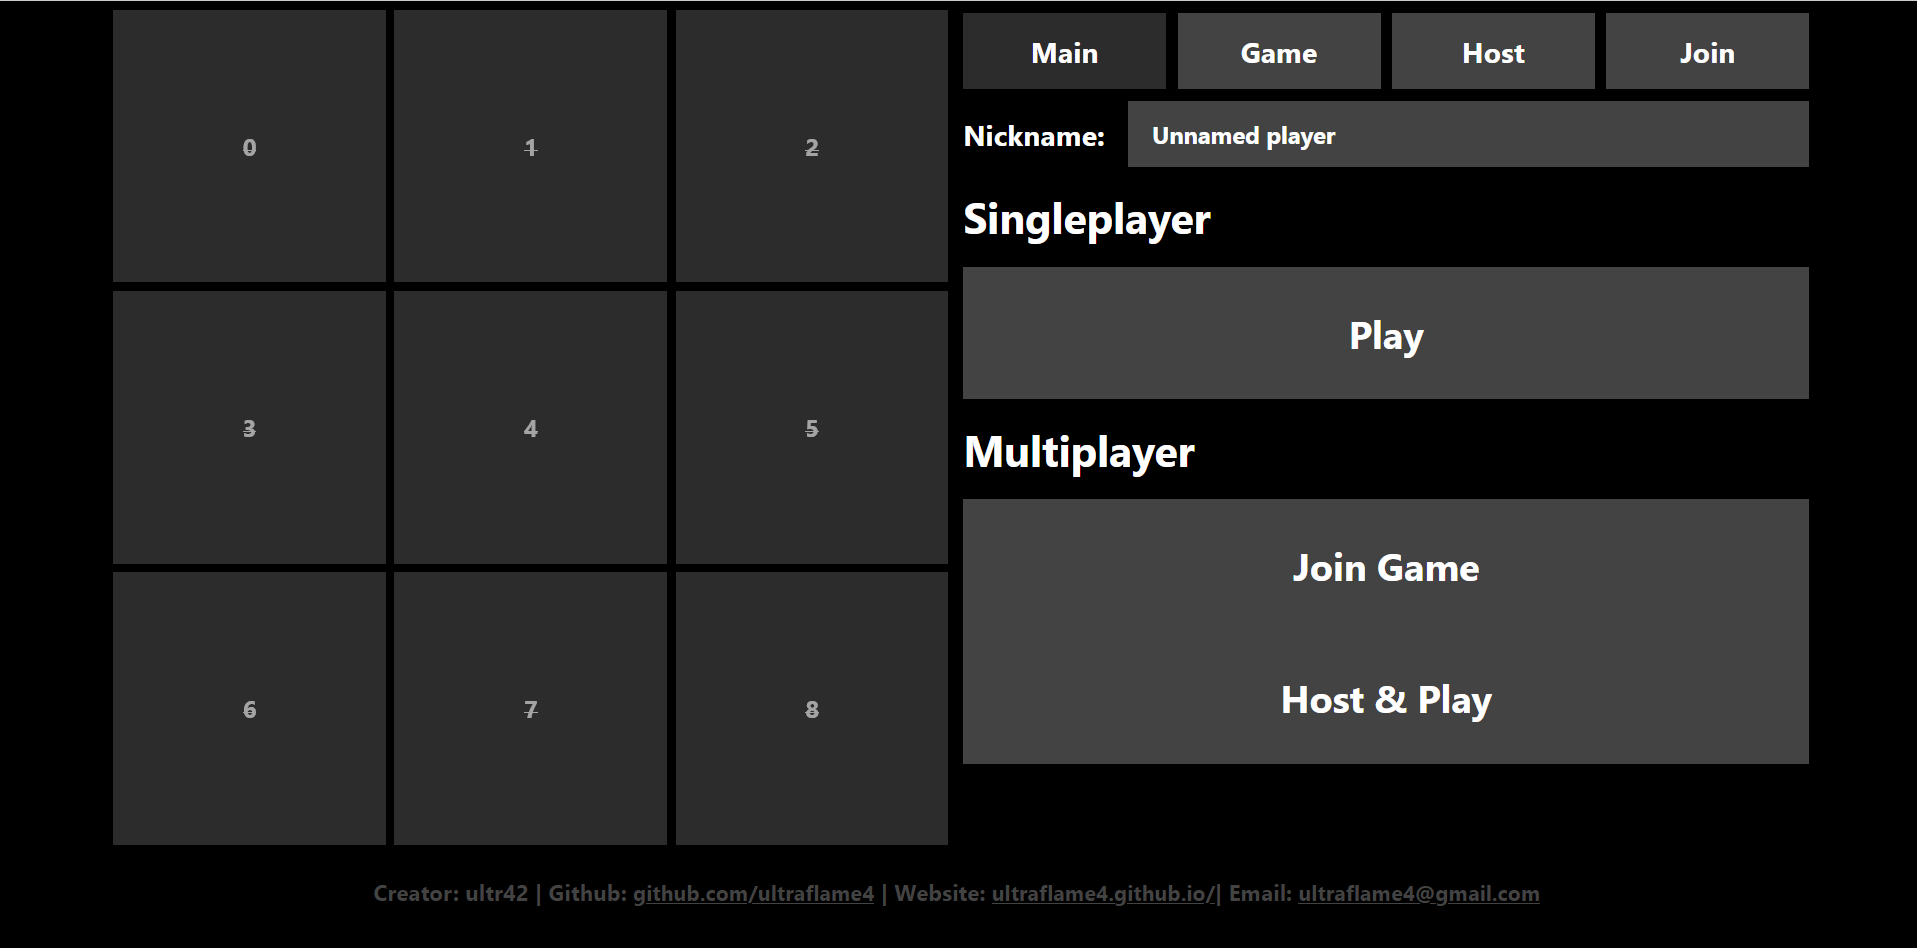 0 1 2
3 4 5
6 7 8
Main Game Host Join
Nickname: Unnamed player
Singleplayer
Play
Multiplayer
Join Game
Host & Play
Creator: ultr42 | Github: github.com/ultraflame4 | Website: ultraflame4.github.io/| Email: ultraflame4@gmail.com